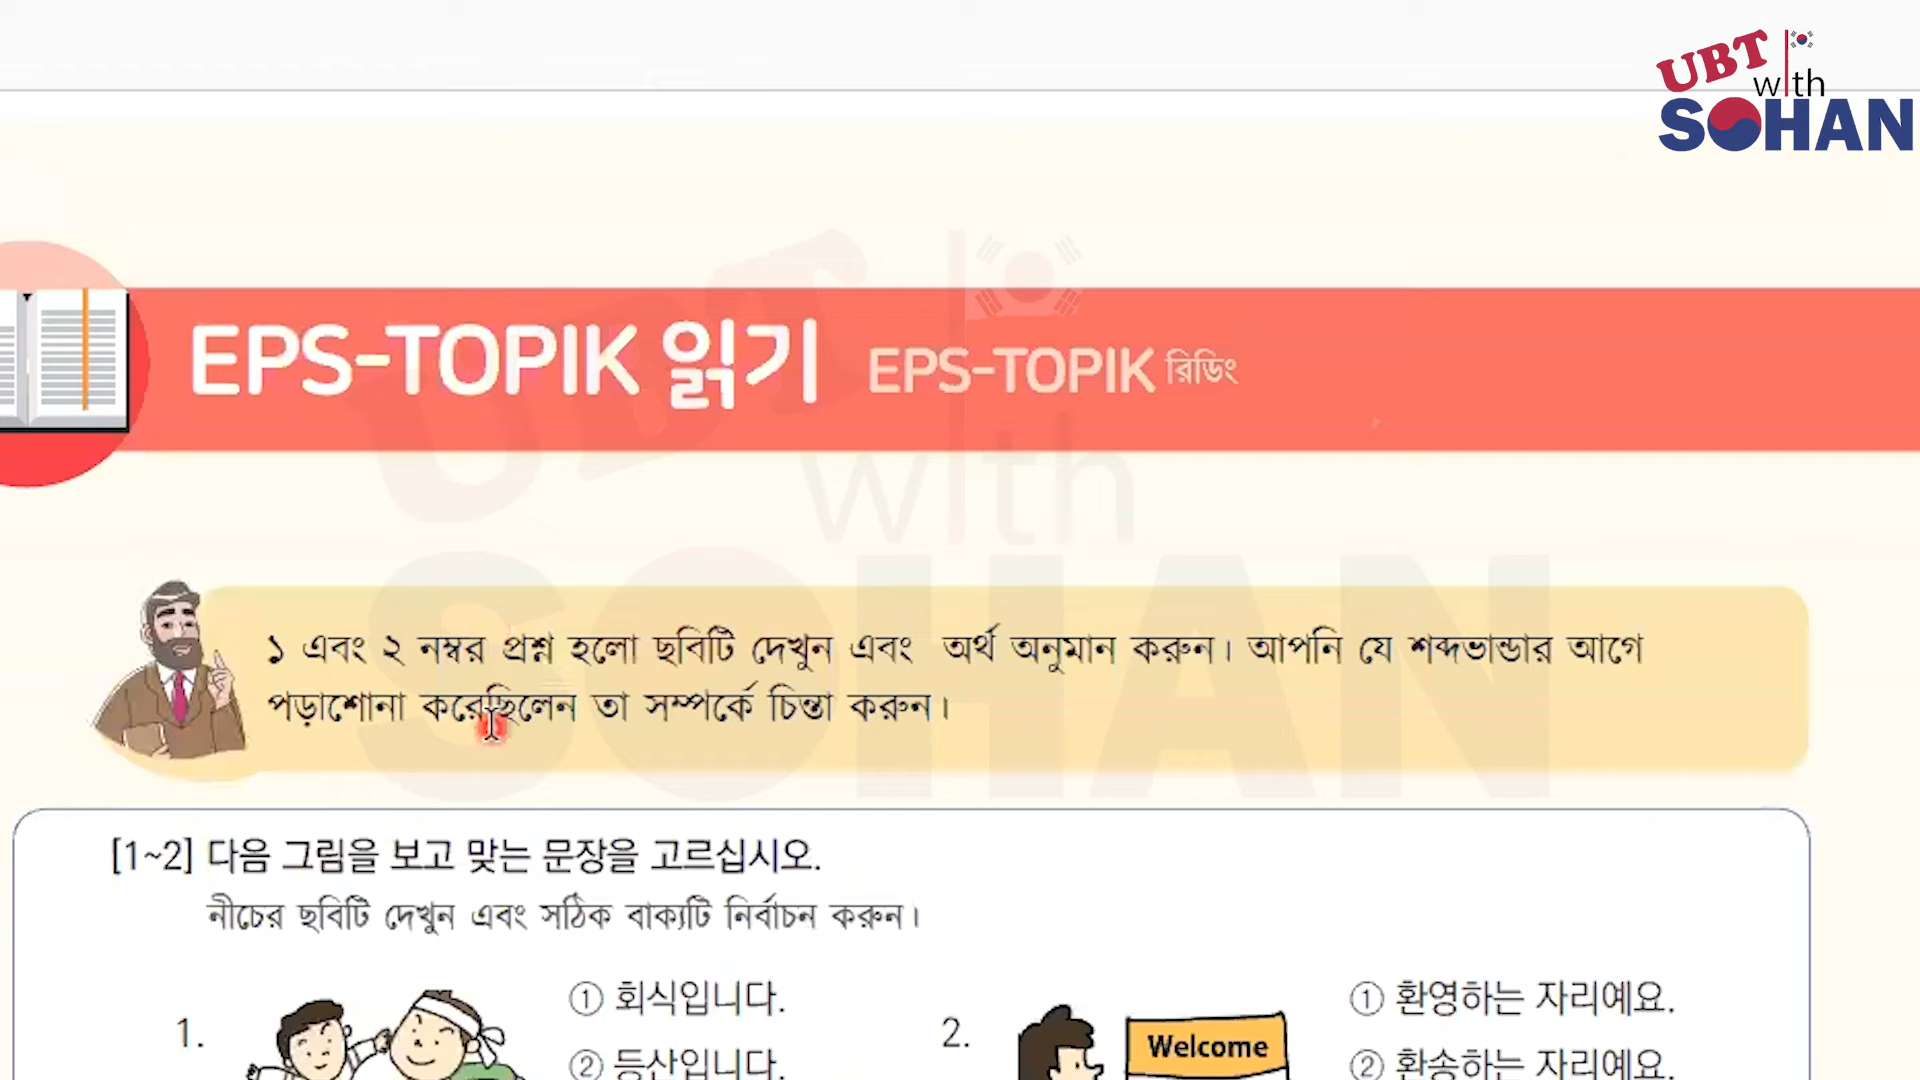 UBT
with
SOHAN
EPS-TOPIK 읽기 EPS-TOPIK রিডিং
১ এবং ২ নম্বর প্রশ্ন হলো ছবিটি দেখুন এবং অর্থ অনুমান করুন। আপনি যে শব্দভান্ডার আগে
পড়াশোনা করেছিলেন তা সম্পর্কে চিন্তা করুন।
[1~2] 다음 그림을 보고 맞는 문장을 고르십시오.
নীচের ছবিটি দেখুন এবং সঠিক বাক্যটি নির্বাচন করুন।
1.
① 회식입니다.
② 등산입니다.
2.
Welcome
① 환영하는 자리예요.
② 환송하는 자리예요.
UBT
with
SOHAN